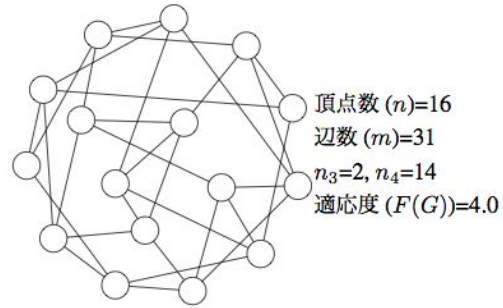 頂点数 (n)=16
辺数 (m)=31
n₃=2, n₄=14
適応度 (F(G))=4.0